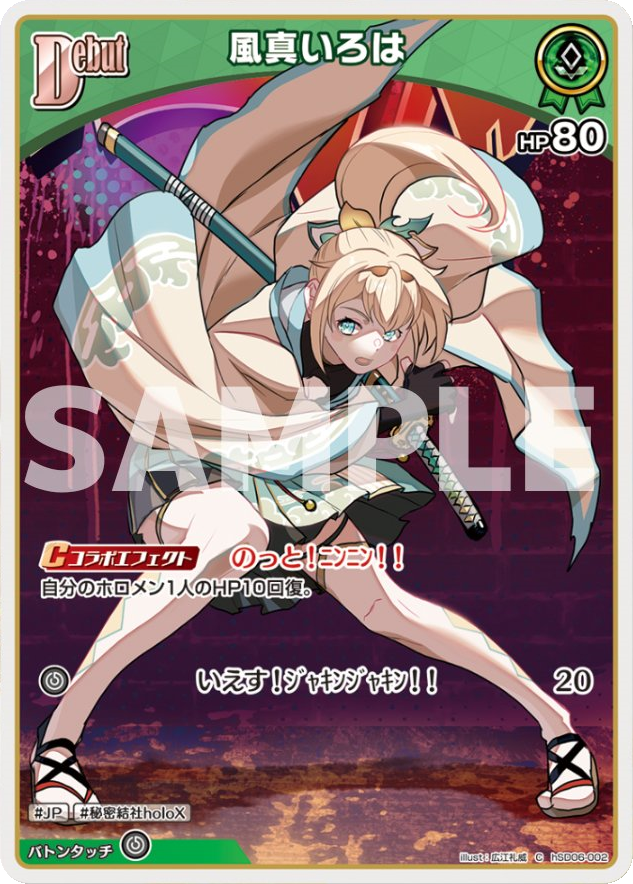 Debut
風真いろは
HP80
SAMPLE
Cコラボエフェクト のっと!ニンニン!!
自分のホロメン1人のHP10回復。
いえす!ジャキンジャキン!! 20
#JP #秘密結社holoX
バトンタッチ
illust:広江礼威 C hSD06-002